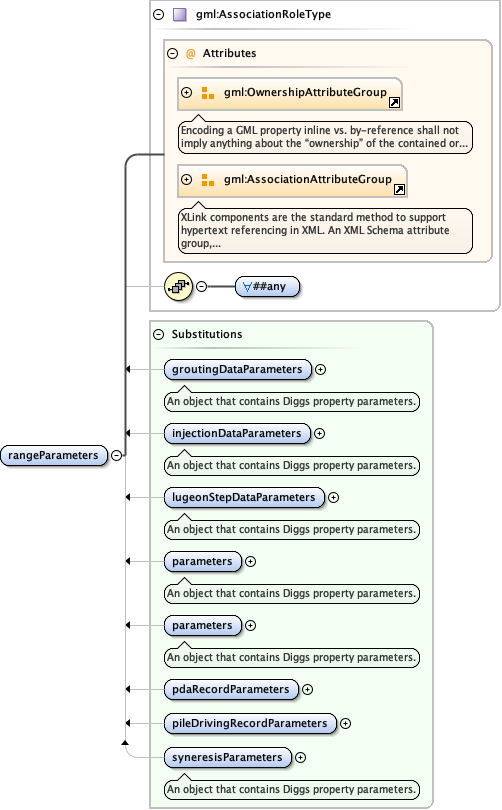 gml:AssociationRoleType
@ Attributes
gml:OwnershipAttributeGroup
Encoding a GML property inline vs. by-reference shall not
imply anything about the "ownership" of the contained or...
gml:AssociationAttributeGroup
XLink components are the standard method to support
hypertext referencing in XML. An XML Schema attribute
group,...
∀##any
Substitutions
groutingDataParameters
An object that contains Diggs property parameters.
injectionDataParameters
An object that contains Diggs property parameters.
rangeParameters
lugeonStepDataParameters
An object that contains Diggs property parameters.
parameters
An object that contains Diggs property parameters.
parameters
An object that contains Diggs property parameters.
pdaRecordParameters
pileDrivingRecordParameters
syneresisParameters
An object that contains Diggs property parameters.